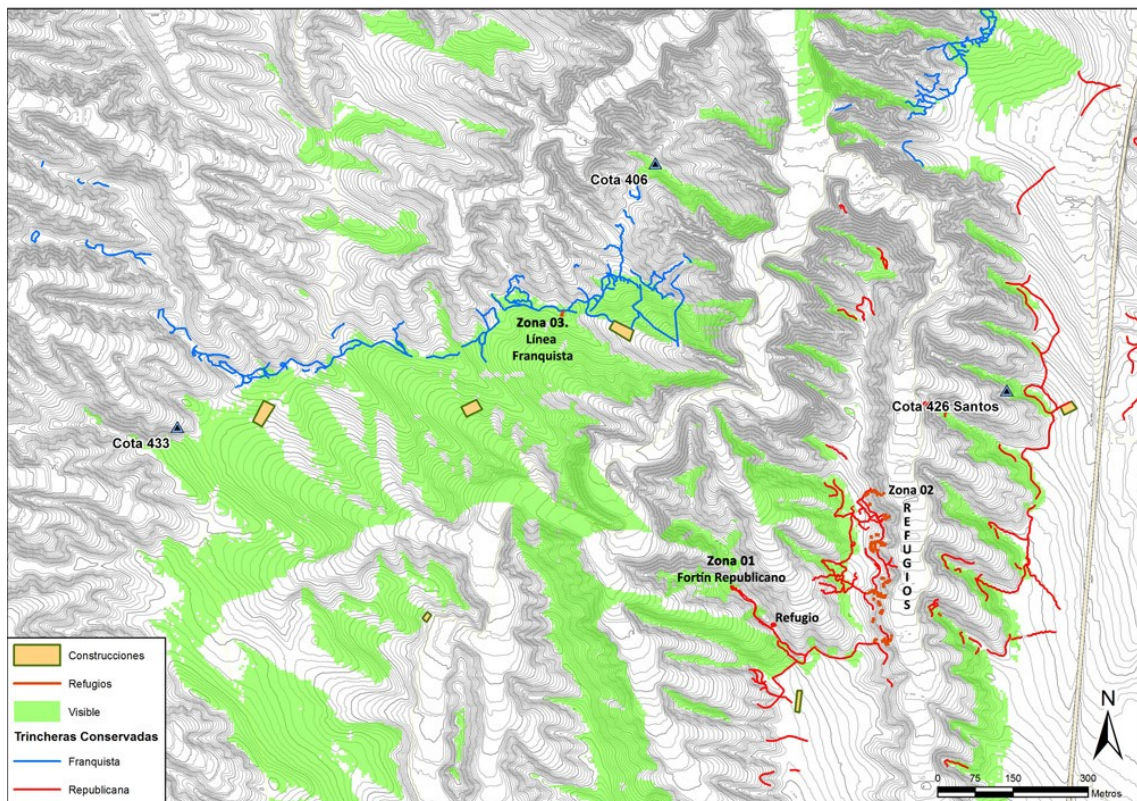 Cota 406
Zona 03.
Línea
Franquista
Cota 433
Cota 426 Santos
Zona 02
REFUGIOS
Zona 01
Fortín Republicano
Refugio
Construcciones
Refugios
Visible
Trincheras Conservadas
Franquista
Republicana
N
0 75 150 300
Metros